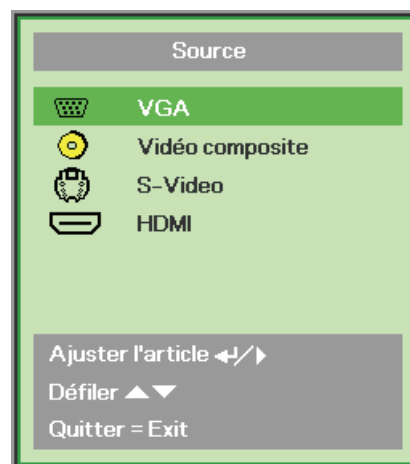 Source
VGA
Vidéo composite
S-Video
HDMI
Ajuster l'article ↵/▶
Défiler ▲▼
Quitter = Exit